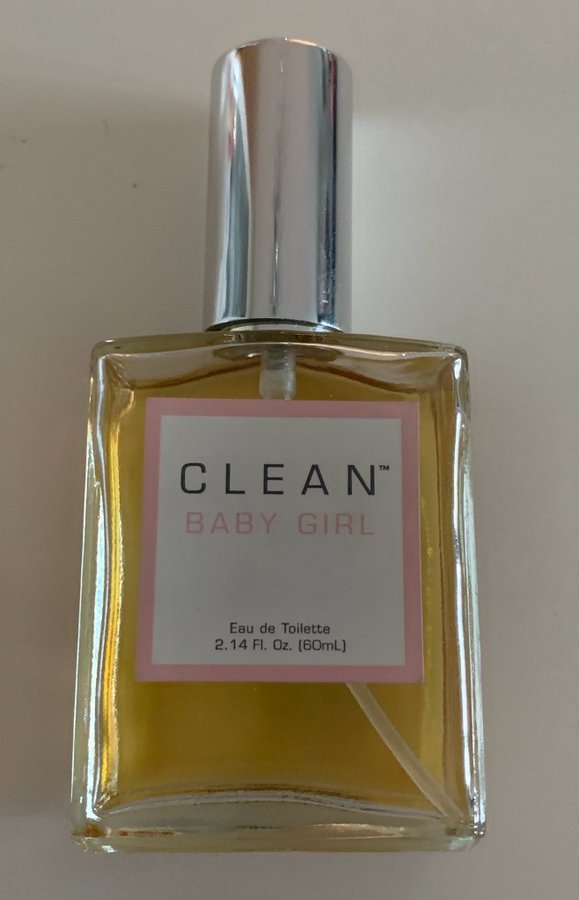 CLEAN™
BABY GIRL
Eau de Toilette
2.14 Fl. Oz. (60mL)